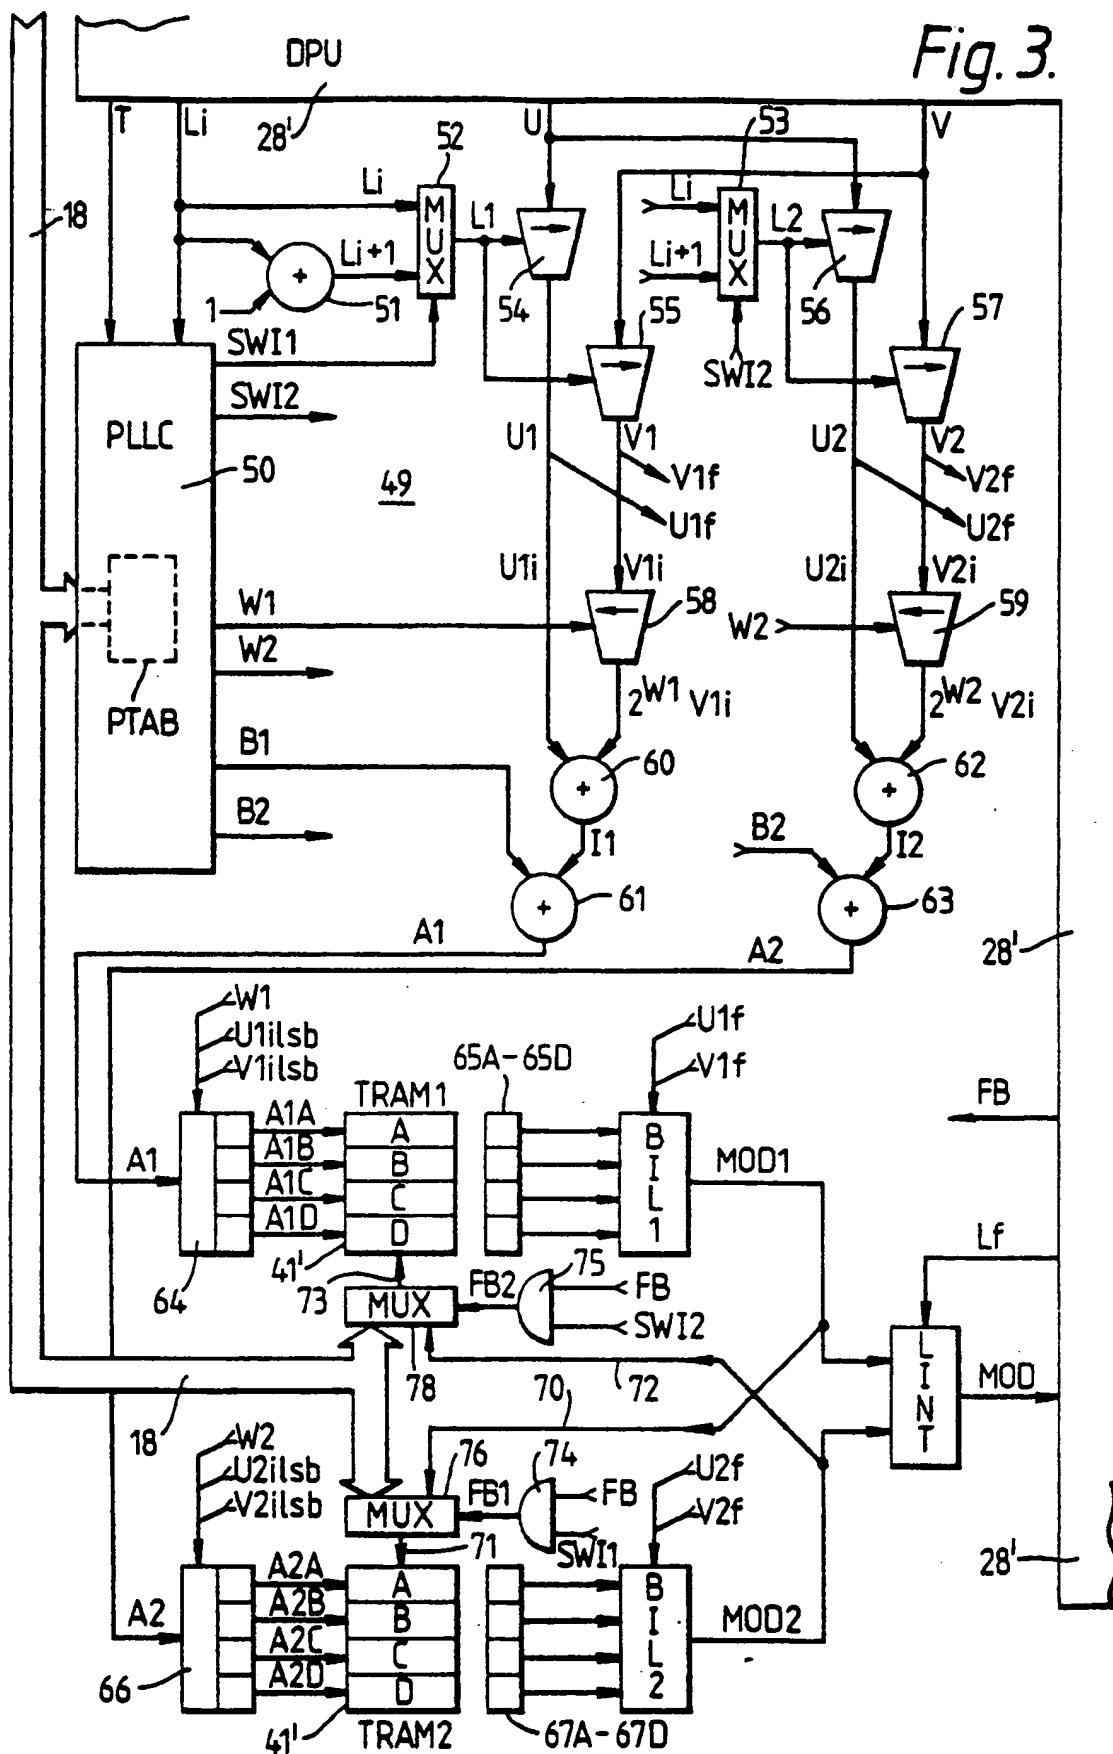 Fig. 3.
DPU
28'
T
Li
U
V
52
53
18
Li
MUX
L1
Li
MUX
L2
1
+
Li+1
51
54
Li+1
56
55
57
SWI1
SWI2
SWI2
PLLC
50
49
U1
V1
V1f
U1f
U2
V2
V2f
U2f
U1i
V1i
U2i
V2i
W1
58
W2
59
W2
PTAB
2W1 V1i
2W2 V2i
B1
+
60
+
62
B2
I1
B2
I2
+
61
+
63
A1
A2
28'
W1
U1ilsb
V1ilsb
U1f
V1f
65A-65D
TRAM1
FB
A1
A1A
A1B
A1C
A1D
A
B
C
D
BIL1
MOD1
64
41'
73
FB2
75
FB
SWI2
Lf
MUX
78
72
LINT
MOD
18
70
W2
U2ilsb
V2ilsb
76
74
U2f
V2f
MUX
FB1
FB
SWI1
71
28'
A2
A2A
A2B
A2C
A2D
A
B
C
D
BIL2
MOD2
66
41'
TRAM2
67A-67D